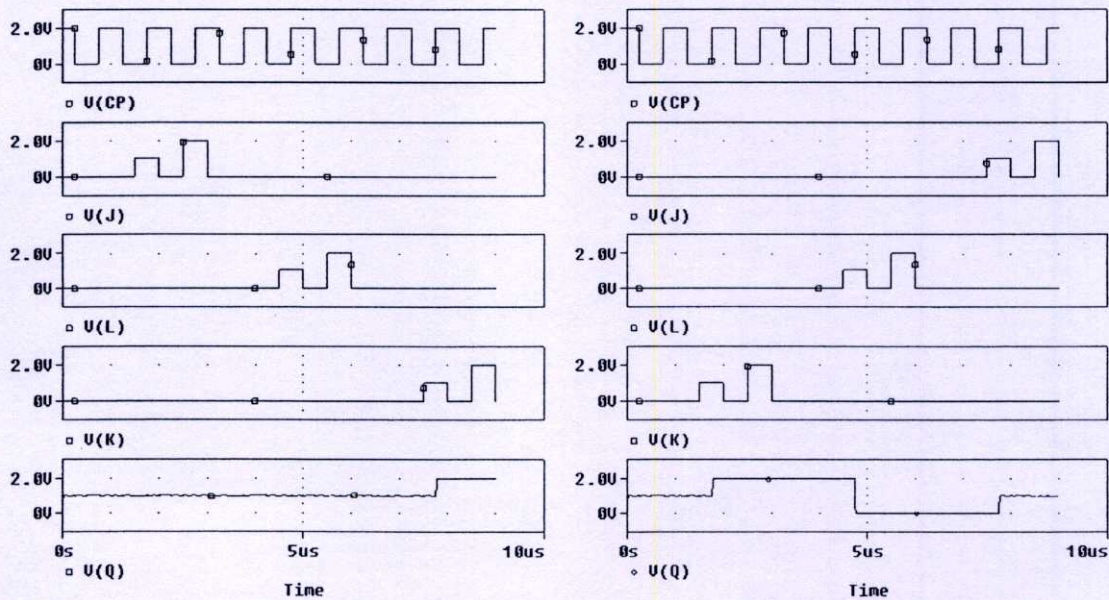 2.0V
0V
V(CP)
2.0V
0V
V(J)
2.0V
0V
V(L)
2.0V
0V
V(K)
2.0V
0V
0s 5us 10us
V(Q)
Time
2.0V
0V
V(CP)
2.0V
0V
V(J)
2.0V
0V
V(L)
2.0V
0V
V(K)
2.0V
0V
0s 5us 10us
V(Q)
Time